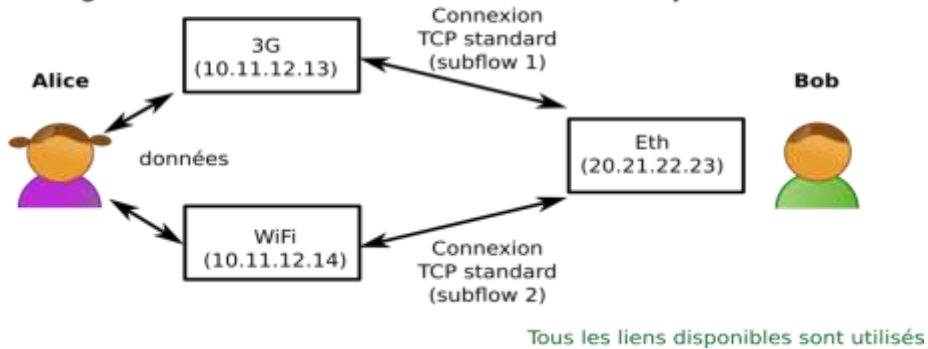 Connexion
TCP standard
(subflow 1)
3G
(10.11.12.13)
Alice
Bob
données
Eth
(20.21.22.23)
WiFi
(10.11.12.14)
Connexion
TCP standard
(subflow 2)
Tous les liens disponibles sont utilisés